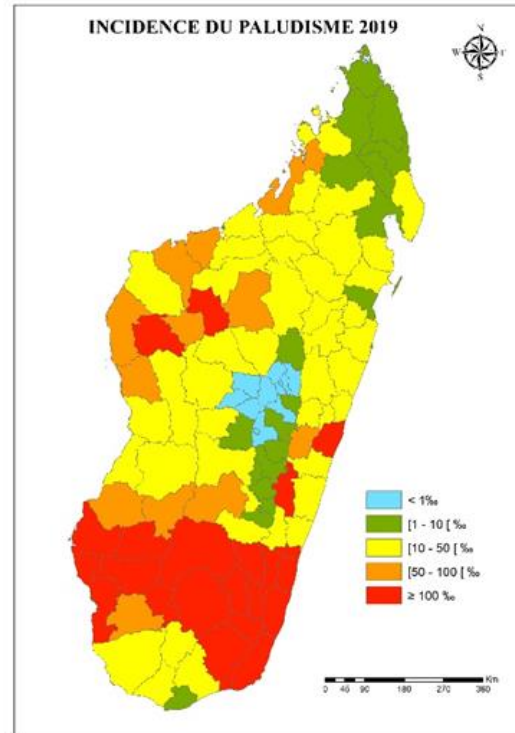 INCIDENCE DU PALUDISME 2019
N
W
S
< 1‰
[1 - 10 [ ‰
[10 - 50 [ ‰
[50 - 100 [ ‰
≥ 100 ‰
Km
0 45 90 180 270 360